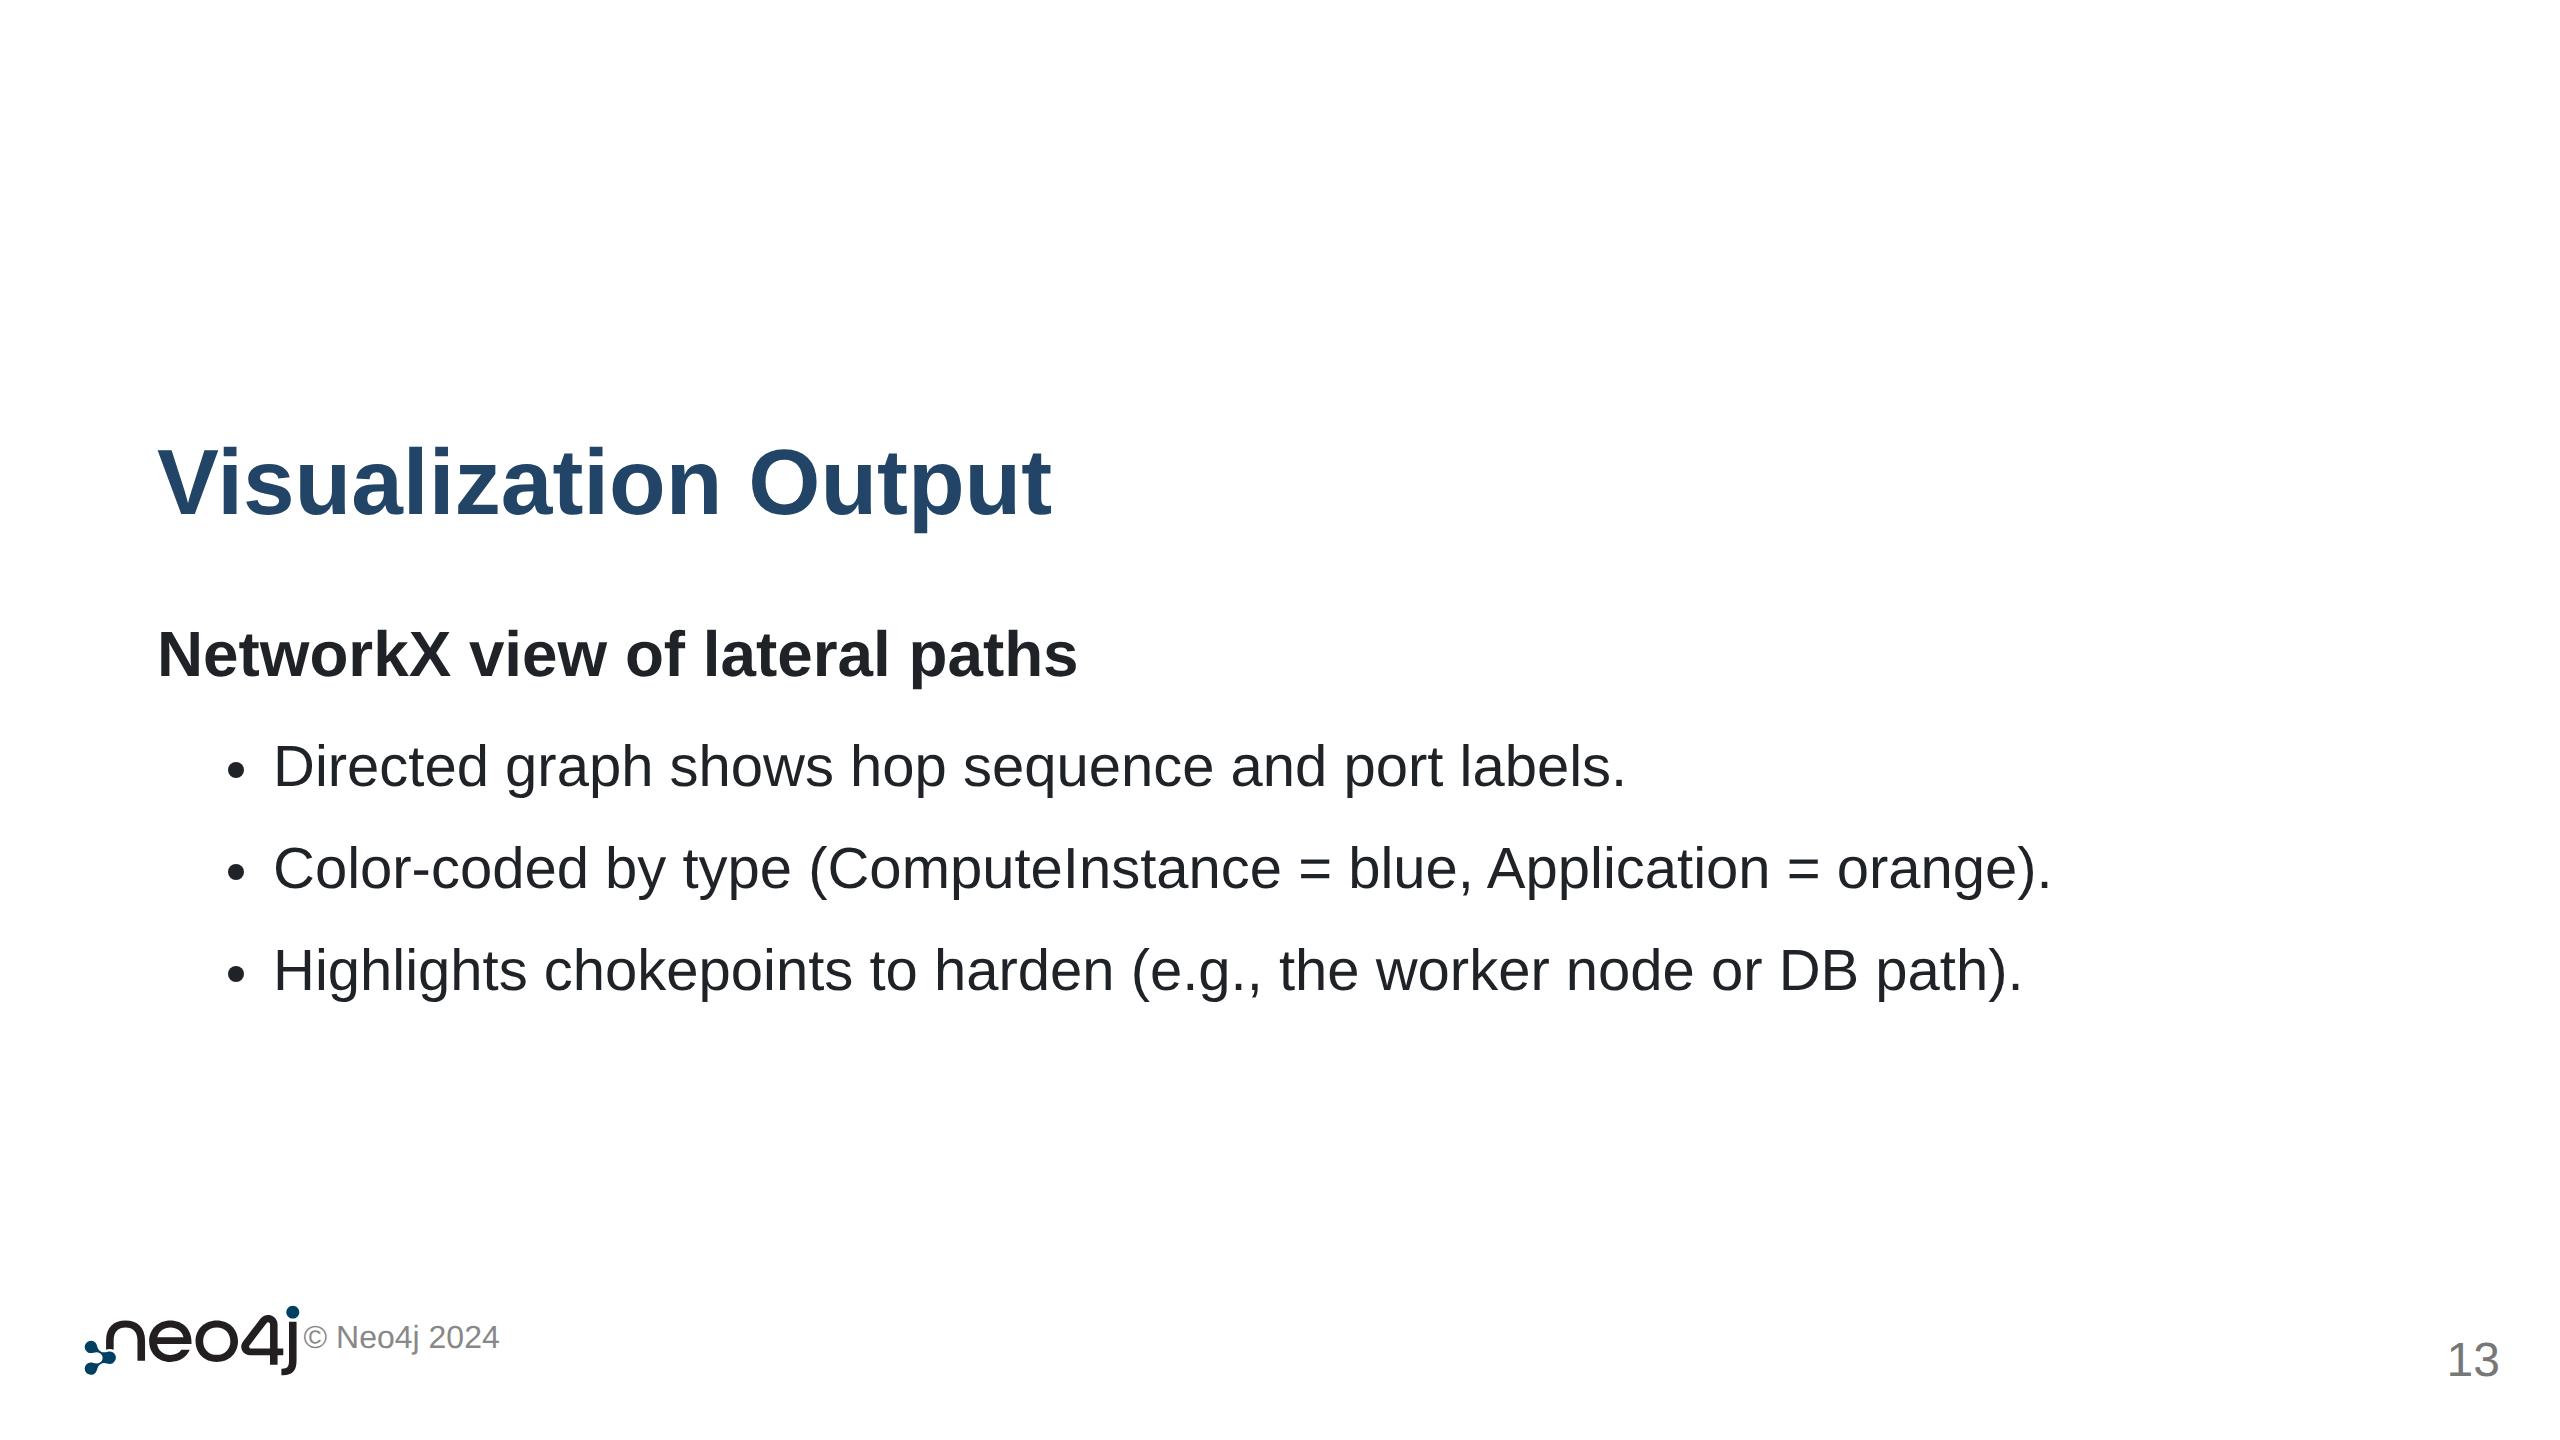 Visualization Output
NetworkX view of lateral paths
• Directed graph shows hop sequence and port labels.
• Color-coded by type (ComputeInstance = blue, Application = orange).
• Highlights chokepoints to harden (e.g., the worker node or DB path).
neo4j © Neo4j 2024
13